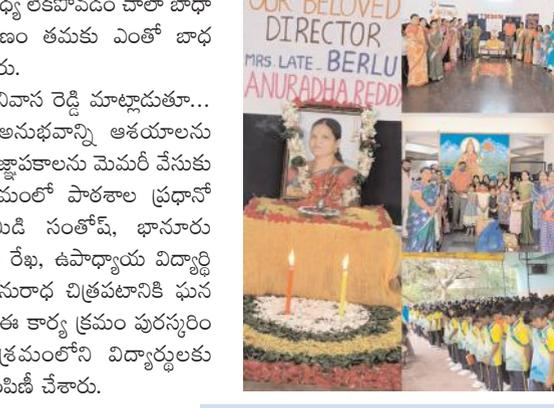 ధ్య లేకపోవడం చాలా బాధా
ణం తమకు ఎంతో బాధ
రు.
నివాస రెడ్డి మాట్లాడుతూ...
అనుభవాన్ని ఆశయాలను
జ్ఞాపకాలను మెమరీ వేసుకు
మంలో పాఠశాల ప్రధానో
మిడి సంతోష్, భానూరు
రేఖ, ఉపాధ్యాయ విద్యార్థి
నురాధ చిత్రపటానికి ఘన
ఈ కార్య క్రమం పురస్కరిం
శ్రమంలోని విద్యార్థులకు
పిణీ చేశారు.
OUR BELOVED
DIRECTOR
MRS. LATE. BERLU
ANURADHA REDDY